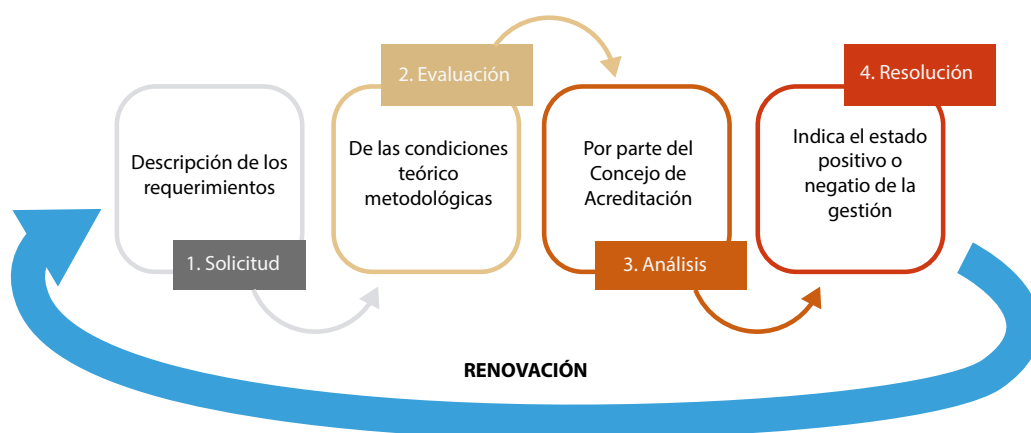 Descripción de los
requerimientos
1. Solicitud
2. Evaluación
De las condiciones
teórico
metodológicas
Por parte del
Concejo de
Acreditación
3. Análisis
4. Resolución
Indica el estado
positivo o
negatio de la
gestión
RENOVACIÓN